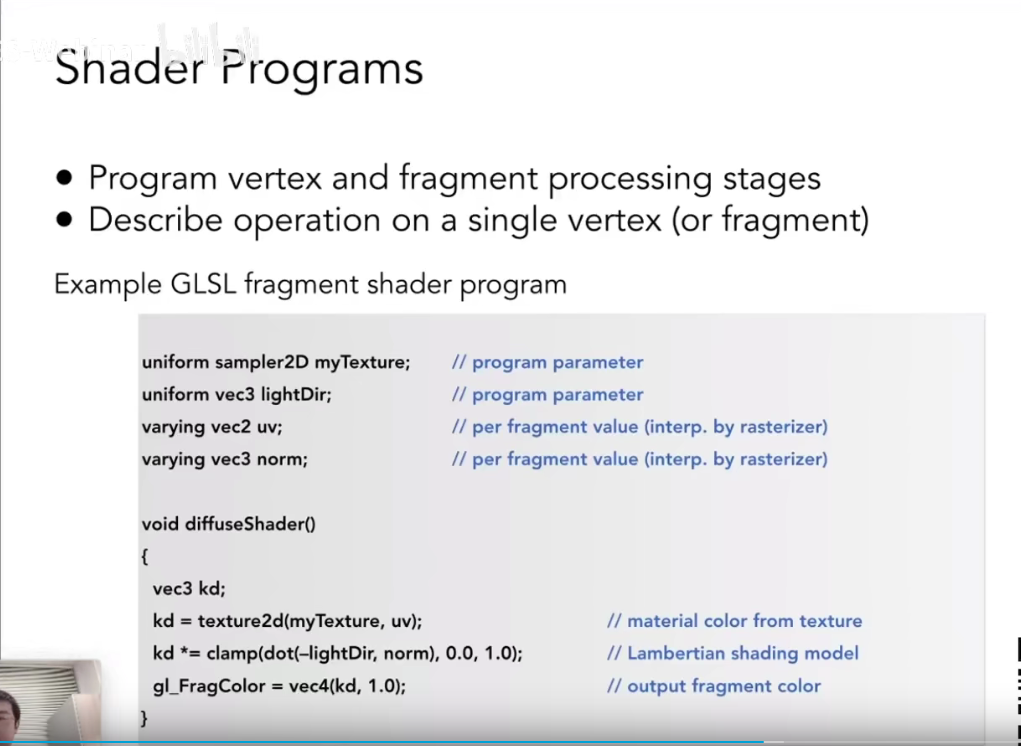 bilibili
Shader Programs
● Program vertex and fragment processing stages
● Describe operation on a single vertex (or fragment)
Example GLSL fragment shader program
uniform sampler2D myTexture; // program parameter
uniform vec3 lightDir; // program parameter
varying vec2 uv; // per fragment value (interp. by rasterizer)
varying vec3 norm; // per fragment value (interp. by rasterizer)
void diffuseShader()
{
vec3 kd;
kd = texture2d(myTexture, uv); // material color from texture
kd *= clamp(dot(–lightDir, norm), 0.0, 1.0); // Lambertian shading model
gl_FragColor = vec4(kd, 1.0); // output fragment color
}